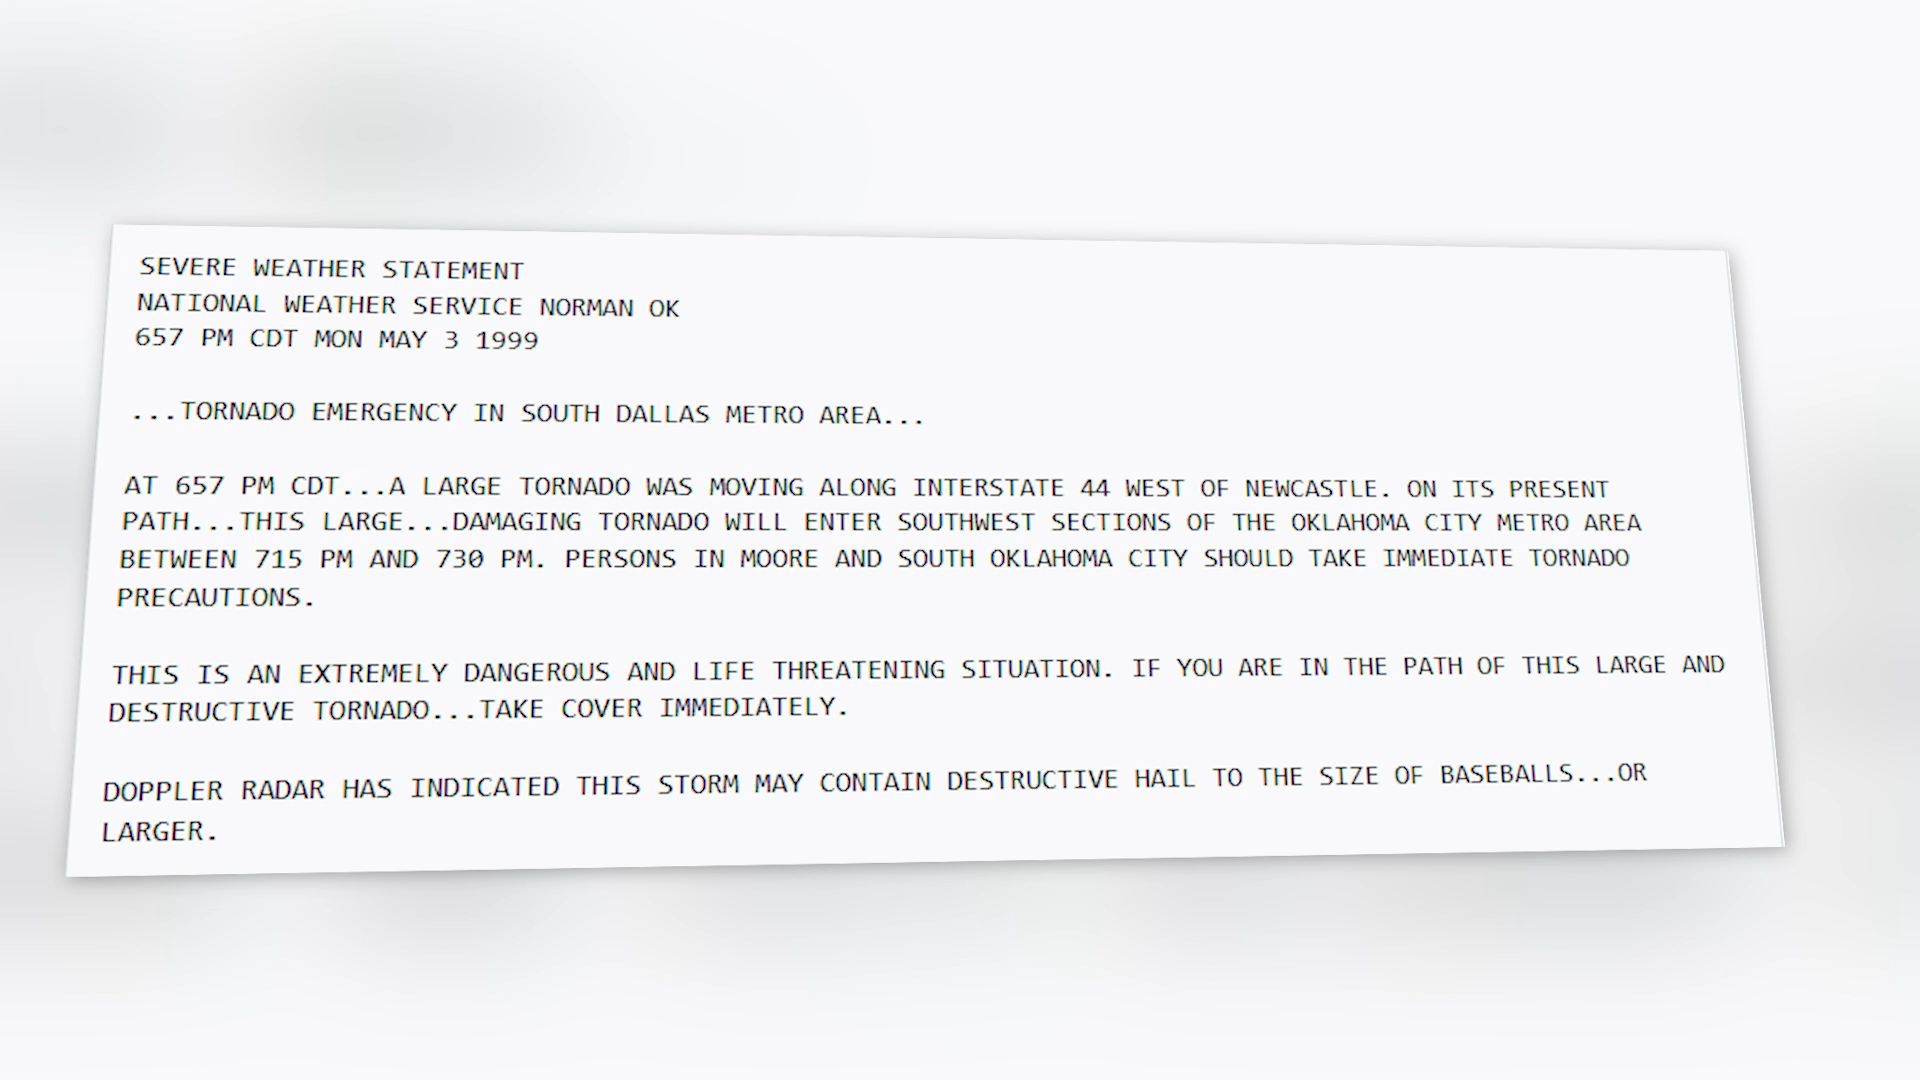 SEVERE WEATHER STATEMENT
NATIONAL WEATHER SERVICE NORMAN OK
657 PM CDT MON MAY 3 1999
...TORNADO EMERGENCY IN SOUTH DALLAS METRO AREA...
AT 657 PM CDT...A LARGE TORNADO WAS MOVING ALONG INTERSTATE 44 WEST OF NEWCASTLE. ON ITS PRESENT
PATH...THIS LARGE...DAMAGING TORNADO WILL ENTER SOUTHWEST SECTIONS OF THE OKLAHOMA CITY METRO AREA
BETWEEN 715 PM AND 730 PM. PERSONS IN MOORE AND SOUTH OKLAHOMA CITY SHOULD TAKE IMMEDIATE TORNADO
PRECAUTIONS.
THIS IS AN EXTREMELY DANGEROUS AND LIFE THREATENING SITUATION. IF YOU ARE IN THE PATH OF THIS LARGE AND
DESTRUCTIVE TORNADO...TAKE COVER IMMEDIATELY.
DOPPLER RADAR HAS INDICATED THIS STORM MAY CONTAIN DESTRUCTIVE HAIL TO THE SIZE OF BASEBALLS...OR
LARGER.